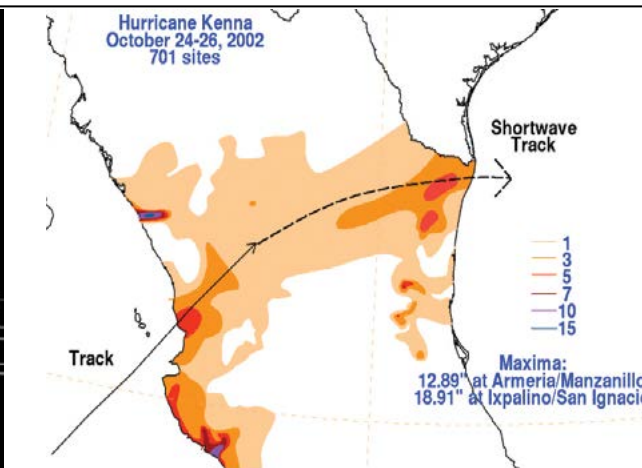 Hurricane Kenna
October 24-26, 2002
701 sites
Shortwave
Track
1
3
5
7
10
15
Track
Maxima:
12.89" at Armeria/Manzanillo
18.91" at Ixpalino/San Ignacio